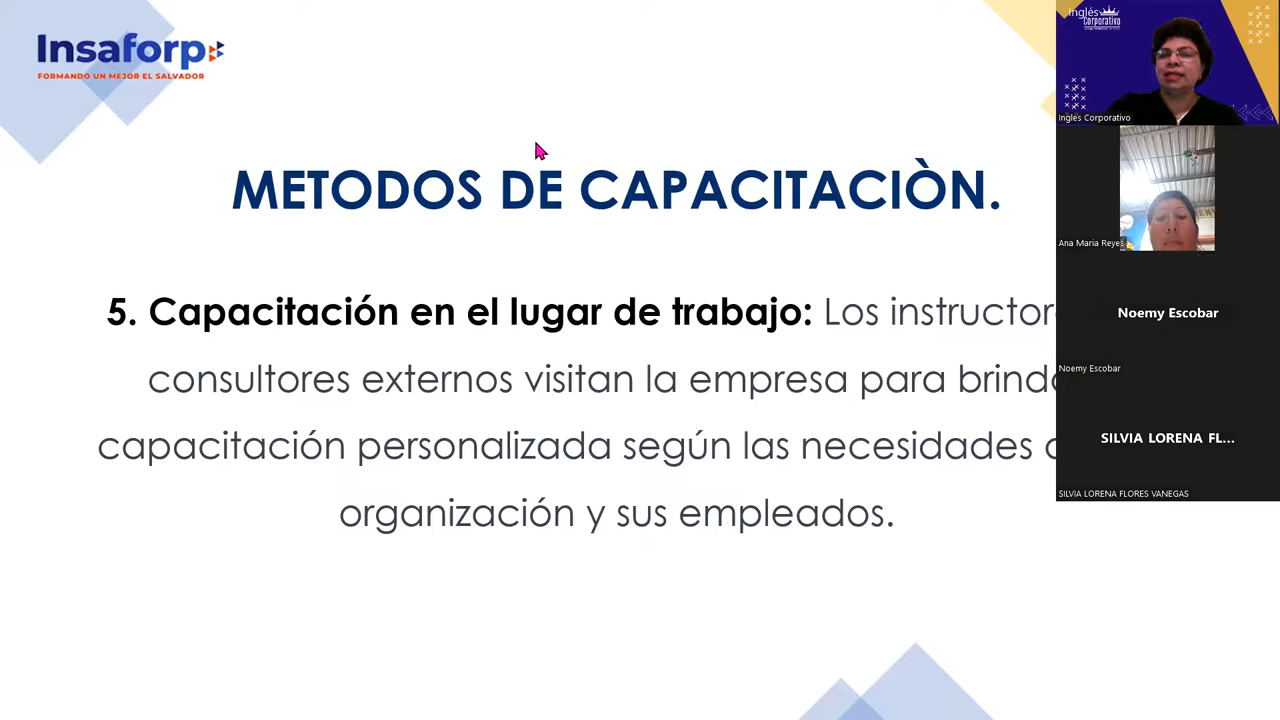 Insaforp
FORMANDO UN MEJOR EL SALVADOR
METODOS DE CAPACITACIÒN.
5. Capacitación en el lugar de trabajo: Los instructor
consultores externos visitan la empresa para brind
capacitación personalizada según las necesidades
organización y sus empleados.
Inglés
Corporativo
Inglés Corporativo
Ana Maria Reyes
Noemy Escobar
Noemy Escobar
SILVIA LORENA FL...
SILVIA LORENA FLORES VANEGAS